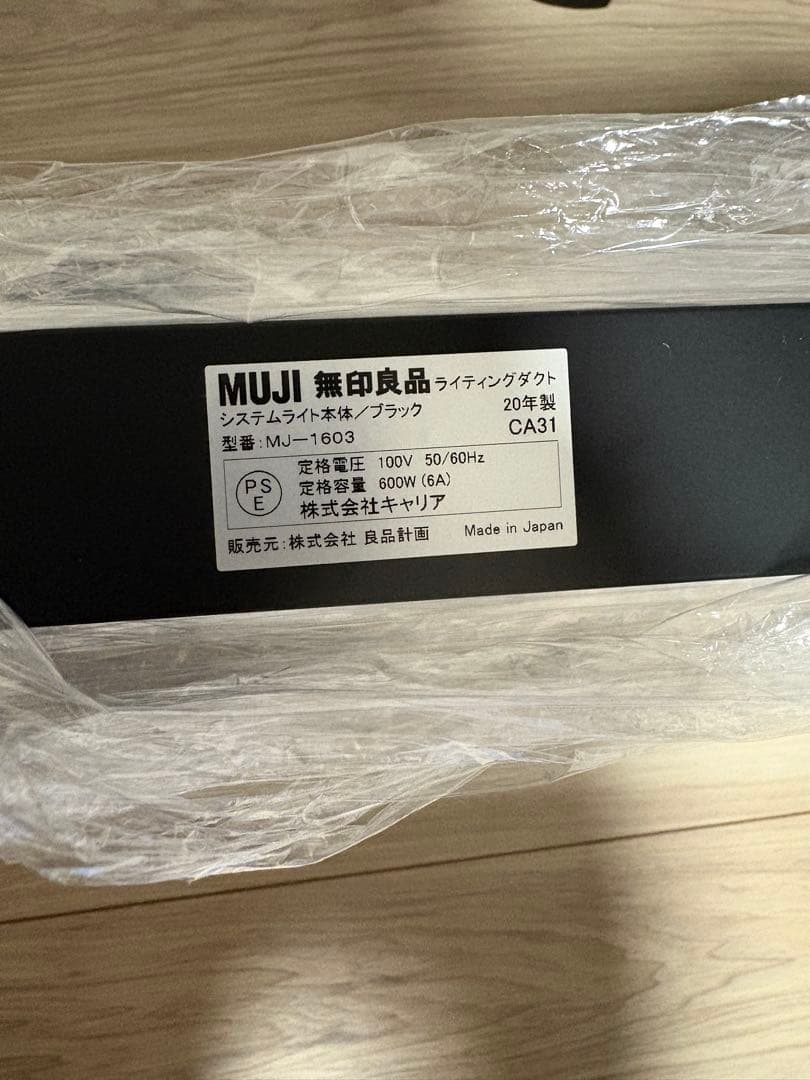 MUJI 無印良品 ライティングダクト
システムライト本体/ブラック 20年製
型番:MJ-1603 CA31
PSE 定格電圧 100V 50/60Hz
定格容量 600W(6A)
株式会社キャリア
販売元:株式会社 良品計画 Made in Japan